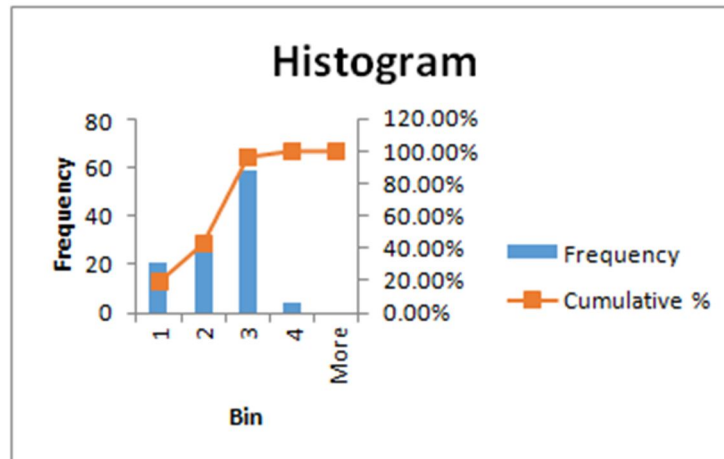 Histogram
80
60
40
20
0
Frequency
120.00%
100.00%
80.00%
60.00%
40.00%
20.00%
0.00%
1
2
3
4
More
Bin
Frequency
Cumulative %